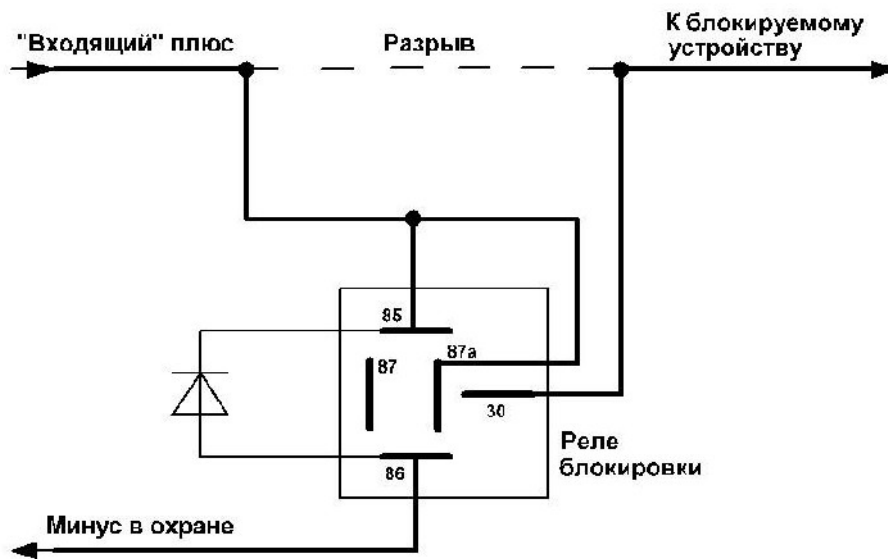 "Входящий" плюс
Разрыв
К блокируемому
устройству
85
87
87а
30
86
Реле
блокировки
Минус в охране